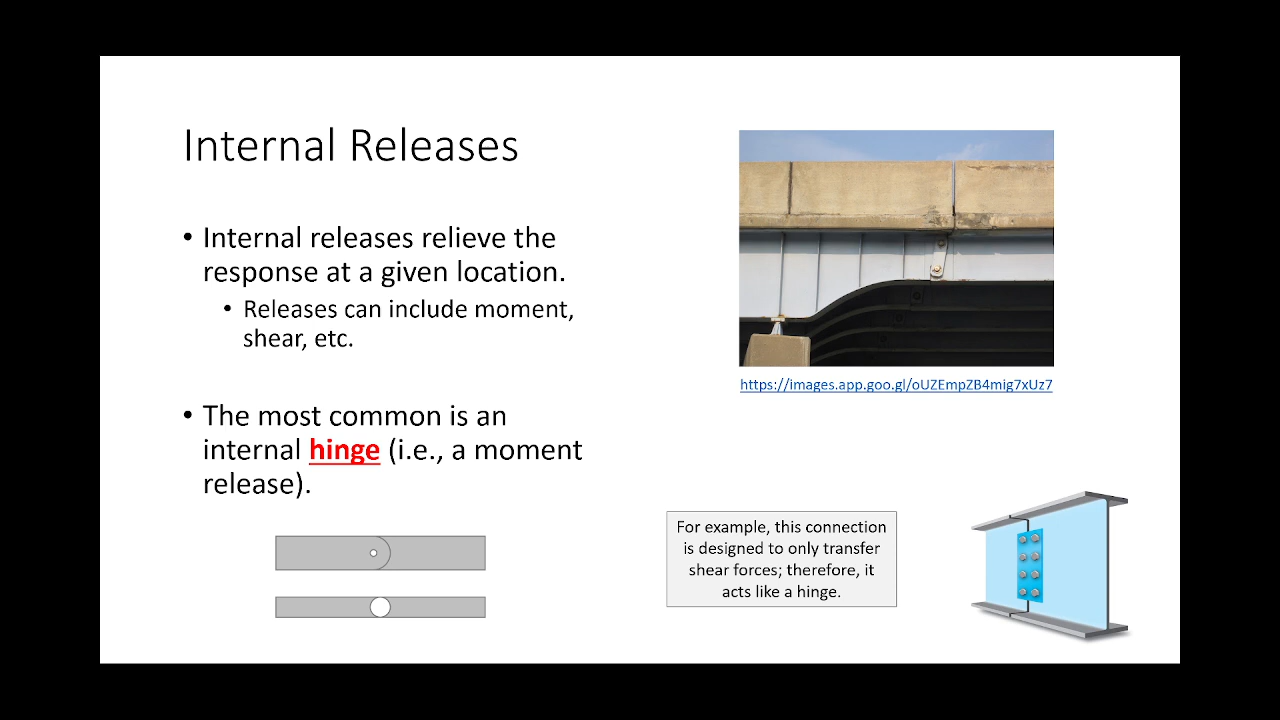 Internal Releases
• Internal releases relieve the
response at a given location.
• Releases can include moment,
shear, etc.
• The most common is an
internal hinge (i.e., a moment
release).
https://images.app.goo.gl/oUZEmpZB4mig7xUz7
For example, this connection
is designed to only transfer
shear forces; therefore, it
acts like a hinge.